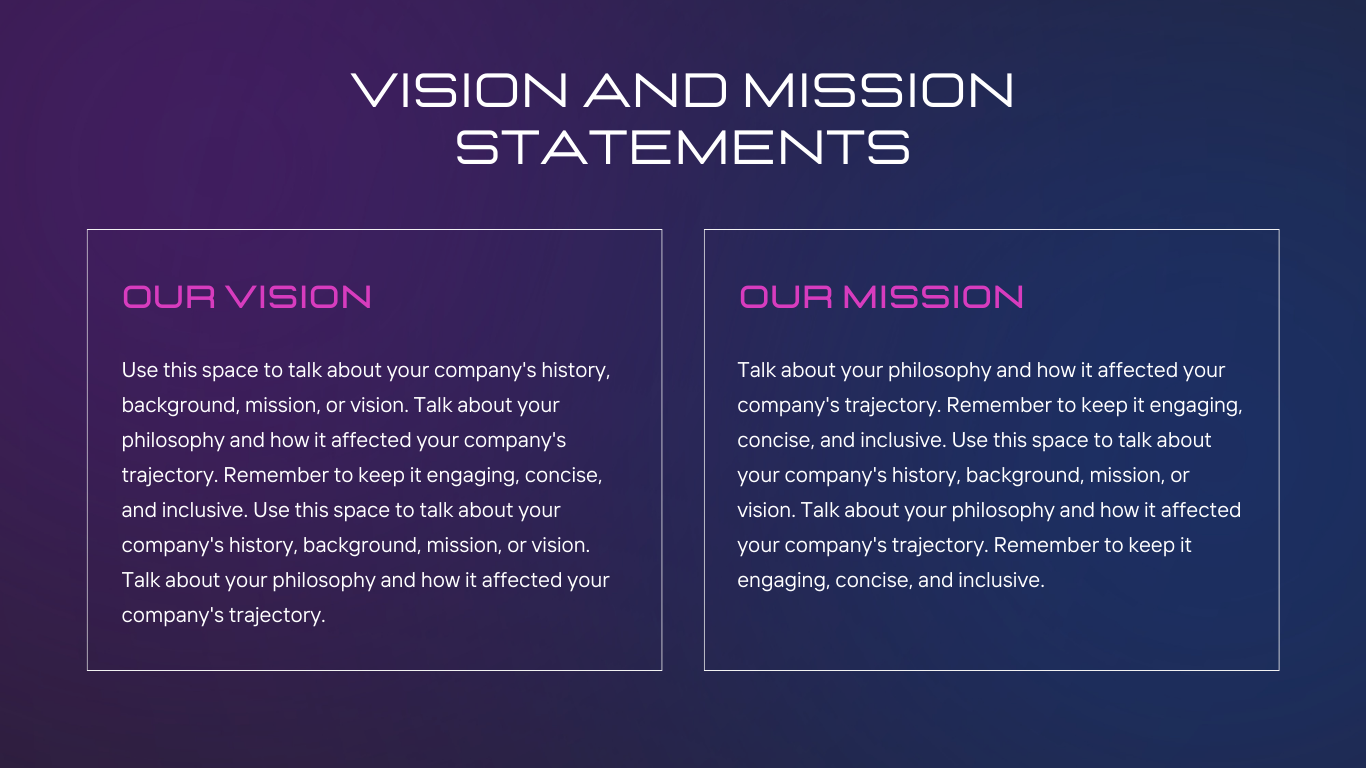 VISION AND MISSION
STATEMENTS
OUR VISION
Use this space to talk about your company's history,
background, mission, or vision. Talk about your
philosophy and how it affected your company's
trajectory. Remember to keep it engaging, concise,
and inclusive. Use this space to talk about your
company's history, background, mission, or vision.
Talk about your philosophy and how it affected your
company's trajectory.
OUR MISSION
Talk about your philosophy and how it affected your
company's trajectory. Remember to keep it engaging,
concise, and inclusive. Use this space to talk about
your company's history, background, mission, or
vision. Talk about your philosophy and how it affected
your company's trajectory. Remember to keep it
engaging, concise, and inclusive.